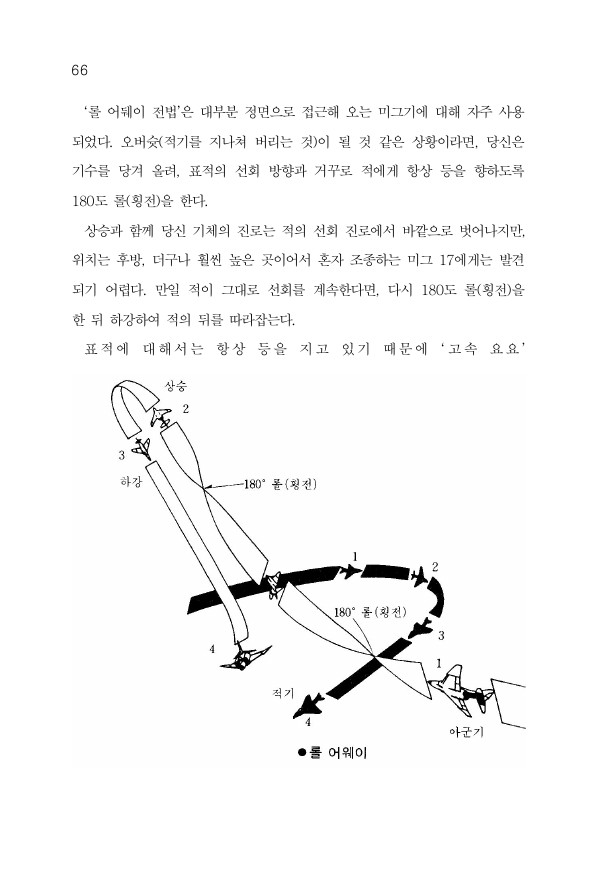 66
‘롤 어웨이 전법’은 대부분 정면으로 접근해 오는 미그기에 대해 자주 사용
되었다. 오버슛(적기를 지나쳐 버리는 것)이 될 것 같은 상황이라면, 당신은
기수를 당겨 올려, 표적의 선회 방향과 거꾸로 적에게 항상 등을 향하도록
180도 롤(횡전)을 한다.
상승과 함께 당신 기체의 진로는 적의 선회 진로에서 바깥으로 벗어나지만,
위치는 후방, 더구나 훨씬 높은 곳이어서 혼자 조종하는 미그 17에게는 발견
되기 어렵다. 만일 적이 그대로 선회를 계속한다면, 다시 180도 롤(횡전)을
한 뒤 하강하여 적의 뒤를 따라잡는다.
표적에 대해서는 항상 등을 지고 있기 때문에 ‘고속 요요’
상승
2
3
하강
180° 롤(횡전)
1
2
180° 롤(횡전)
3
4
1
적기
4
아군기
●롤 어웨이